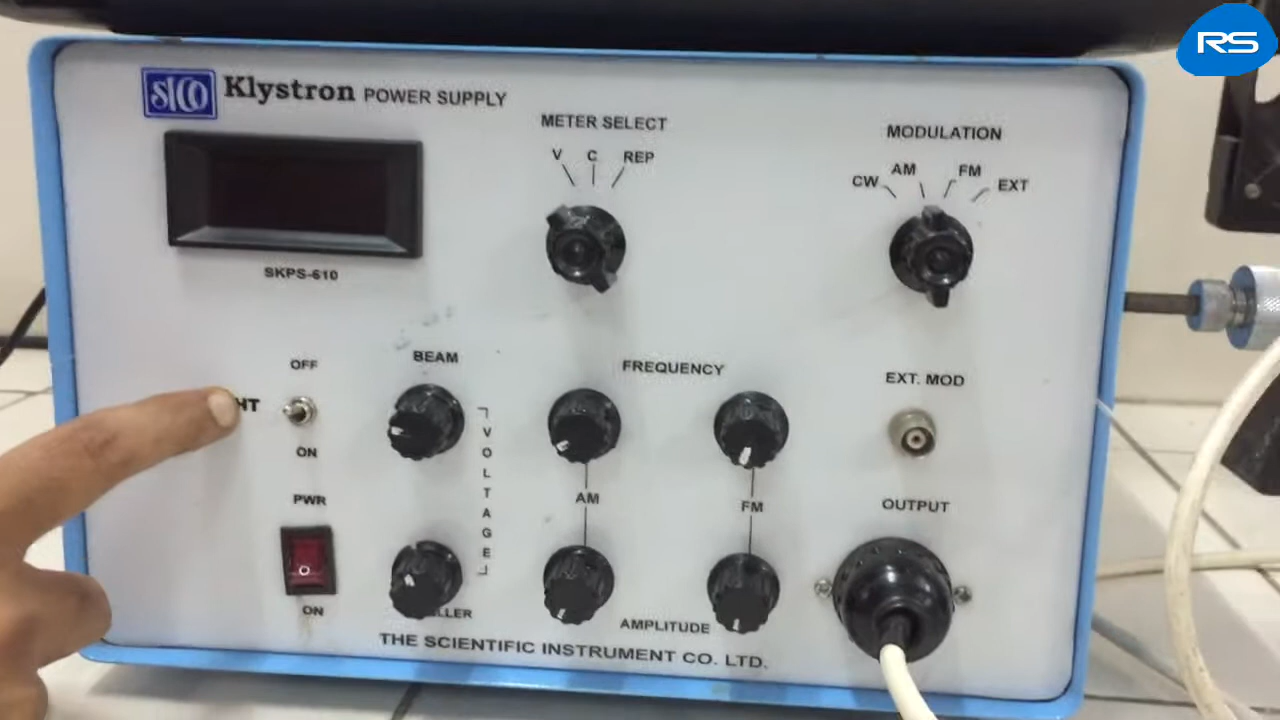 RS
SICO Klystron POWER SUPPLY
METER SELECT
V C REP
MODULATION
CW AM FM EXT
SKPS-610
OFF
HT
ON
BEAM
VOLTAGE
FREQUENCY
EXT. MOD
PWR
ON
AM
FM
OUTPUT
AMPLITUDE
THE SCIENTIFIC INSTRUMENT CO. LTD.